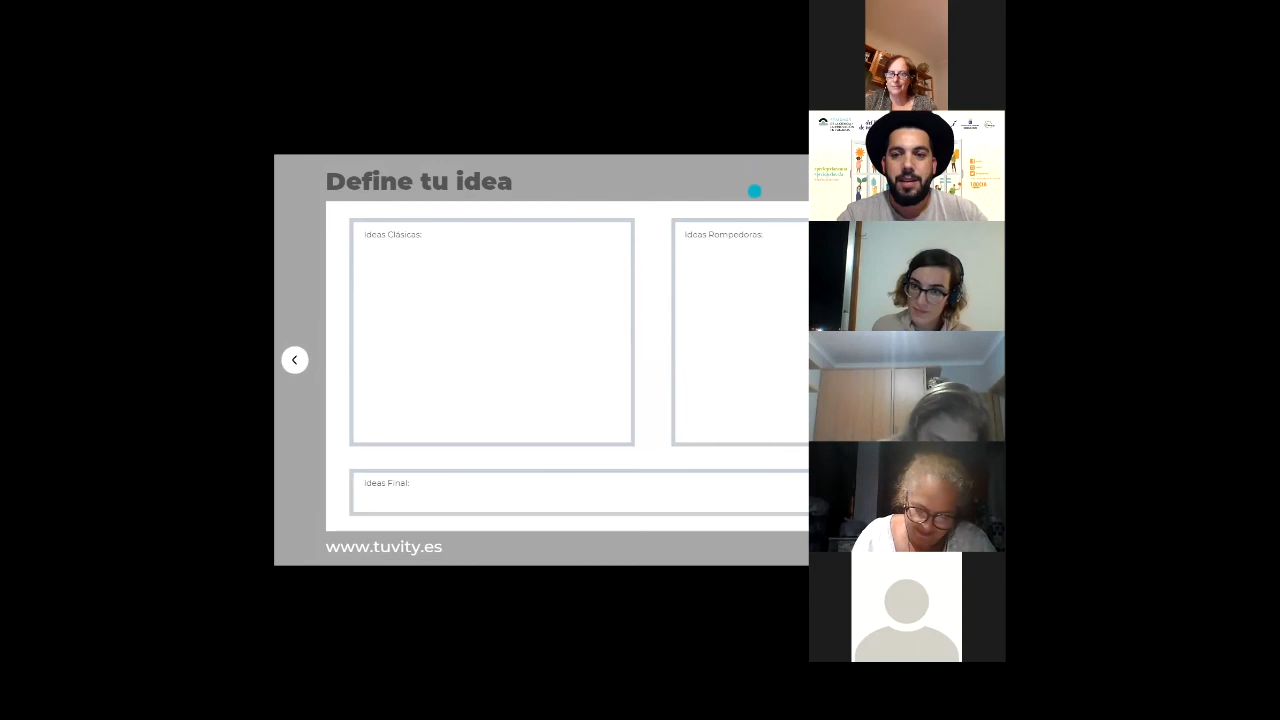 Define tu idea
Ideas Clásicas:
Ideas Rompedoras:
Ideas Final:
www.tuvity.es